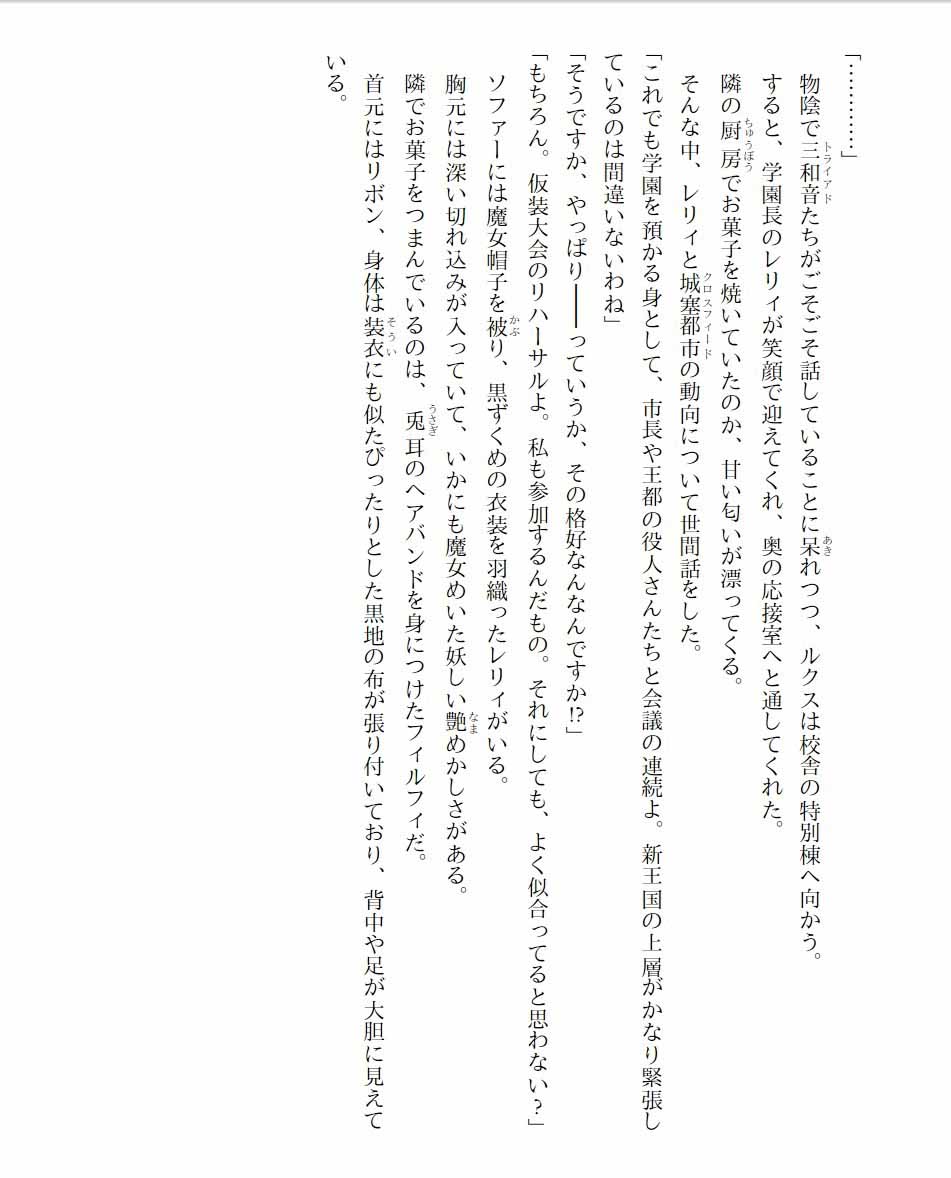 「…………」
物陰で三和音たちがごそごそ話していることに呆れつつ、ルクスは校舎の特別棟へ向かう。
すると、学園長のレリィが笑顔で迎えてくれ、奥の応接室へと通してくれた。
隣の厨房でお菓子を焼いていたのか、甘い匂いが漂ってくる。
そんな中、レリィと城塞都市の動向について世間話をした。
「これでも学園を預かる身として、市長や王都の役人さんたちと会議の連続よ。新王国の上層がかなり緊張し
ているのは間違いないわね」
「そうですか、やっぱり――っていうか、その格好なんなんですか!?」
「もちろん。仮装大会のリハーサルよ。私も参加するんだもの。それにしても、よく似合ってると思わない？」
ソファーには魔女帽子を被り、黒ずくめの衣装を羽織ったレリィがいる。
胸元には深い切れ込みが入っていて、いかにも魔女めいた妖しい艶めかしさがある。
隣でお菓子をつまんでいるのは、兎耳のヘアバンドを身につけたフィルフィだ。
首元にはリボン、身体は装衣にも似たぴったりとした黒地の布が張り付いており、背中や足が大胆に見えて
いる。